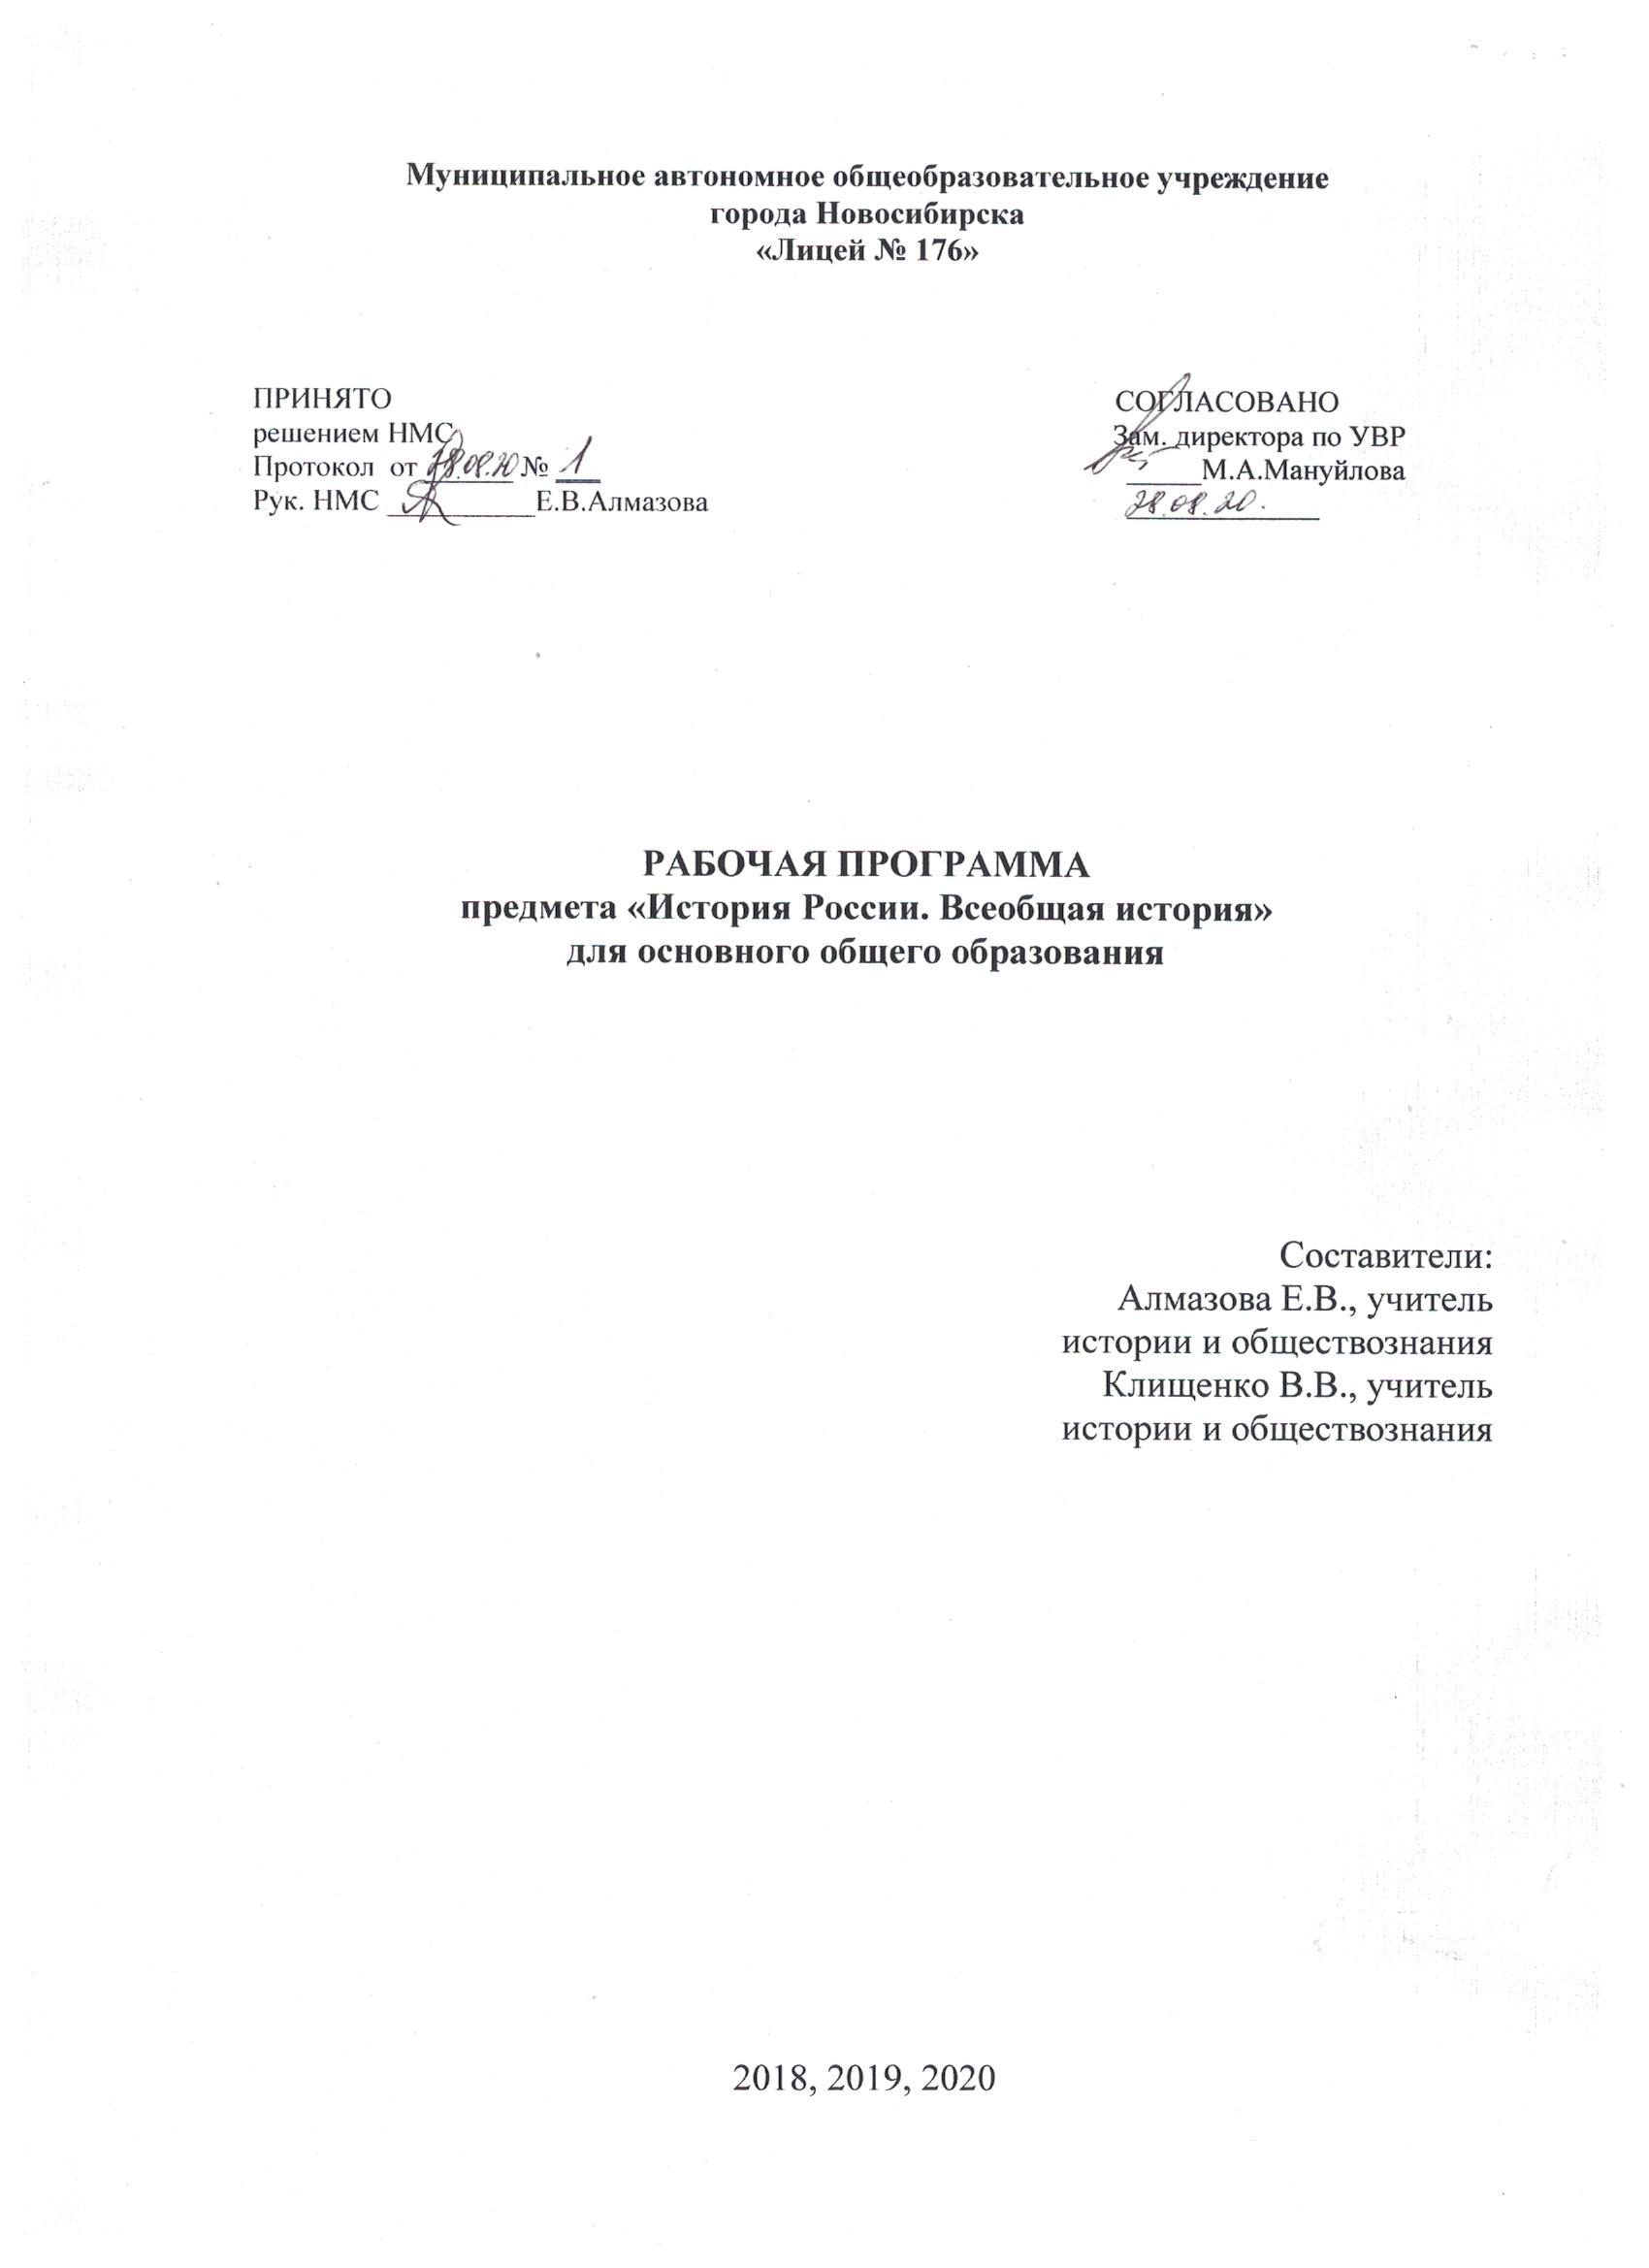 Муниципальное автономное общеобразовательное учреждение
города Новосибирска
«Лицей № 176»
ПРИНЯТО
решением НМС
Протокол от 28.08.20 № 1
Рук. НМС ___________Е.В.Алмазова
СОГЛАСОВАНО
Зам. директора по УВР
_____М.А.Мануйлова
28.08.20.
РАБОЧАЯ ПРОГРАММА
предмета «История России. Всеобщая история»
для основного общего образования
Составители:
Алмазова Е.В., учитель
истории и обществознания
Клищенко В.В., учитель
истории и обществознания
2018, 2019, 2020